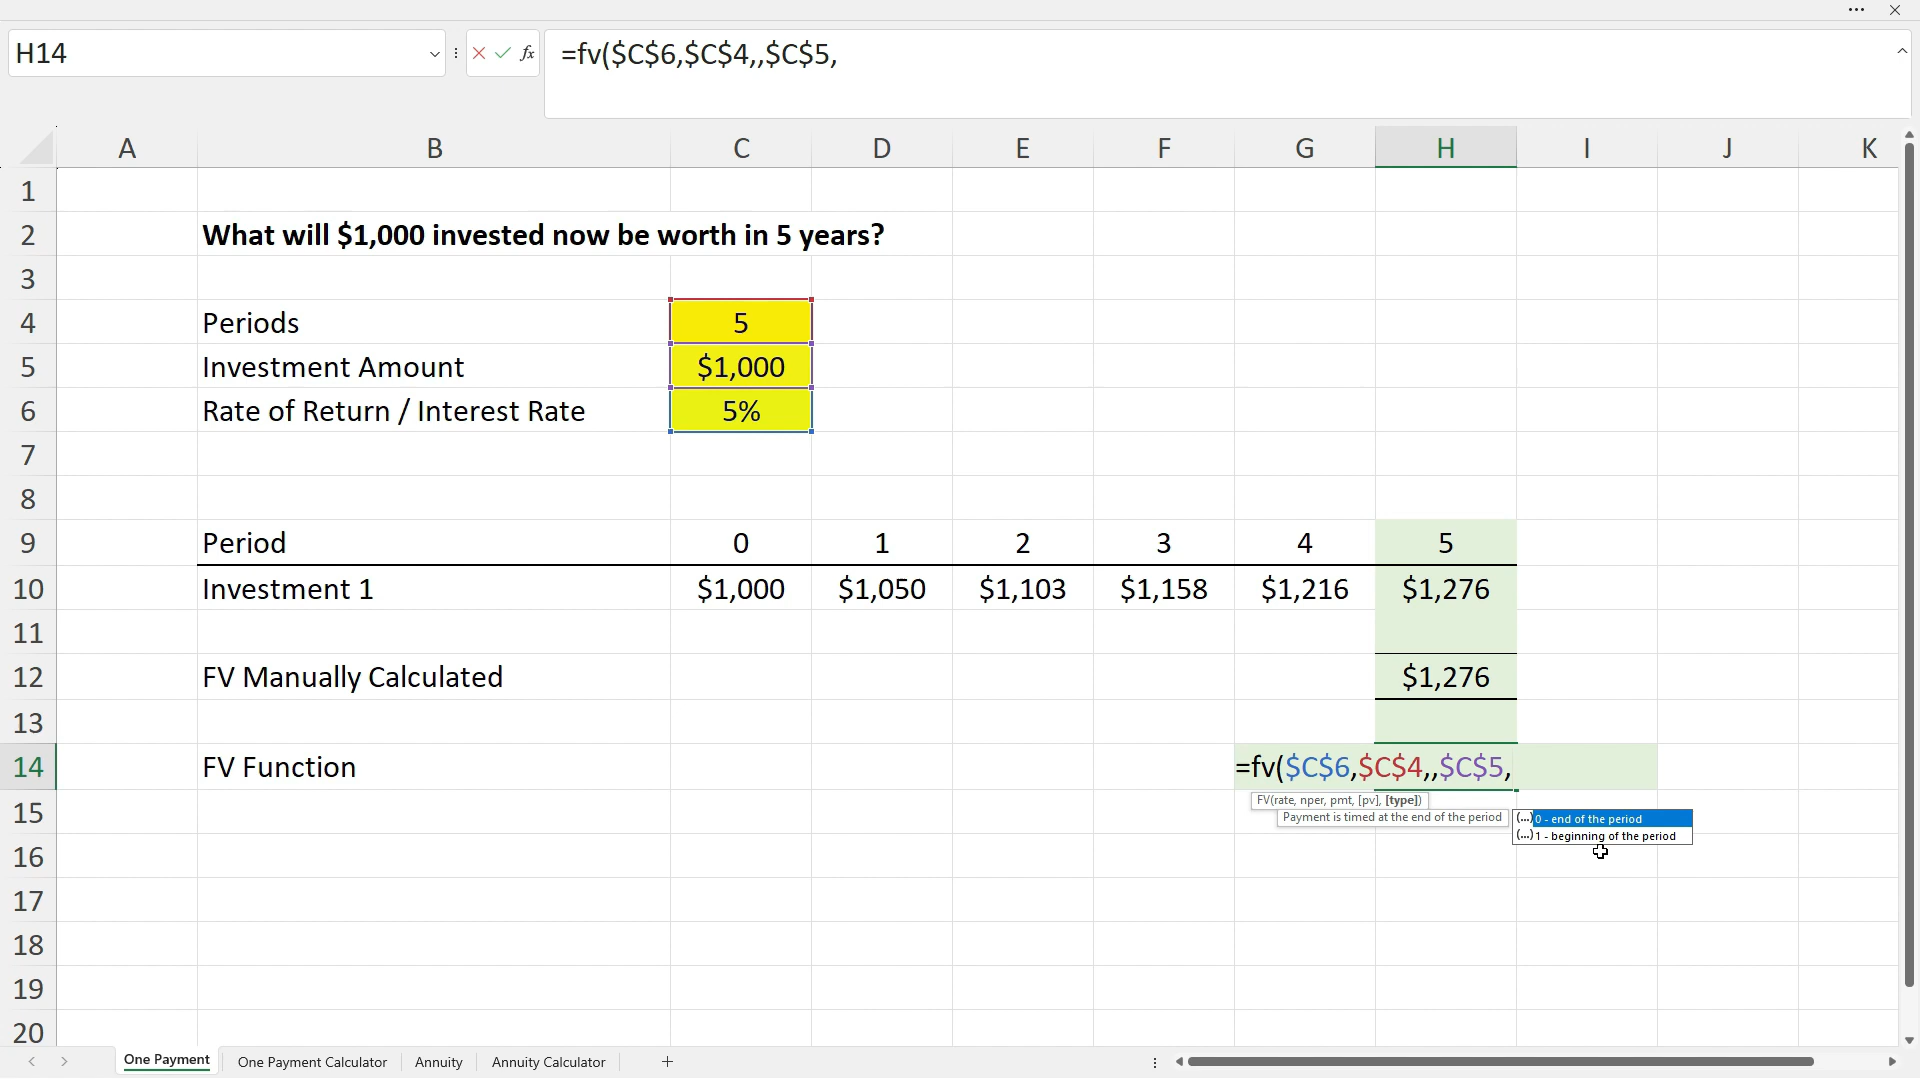 H14
fx
=fv($C$6,$C$4,,$C$5,
A B C D E F G H I J K
1
2 What will $1,000 invested now be worth in 5 years?
3
4 Periods 5
5 Investment Amount $1,000
6 Rate of Return / Interest Rate 5%
7
8
9 Period 0 1 2 3 4 5
10 Investment 1 $1,000 $1,050 $1,103 $1,158 $1,216 $1,276
11
12 FV Manually Calculated $1,276
13
14 FV Function =fv($C$6,$C$4,,$C$5,
FV(rate, nper, pmt, [pv], [type])
15 Payment is timed at the end of the period (...) 0 - end of the period
(...) 1 - beginning of the period
16
17
18
19
20
One Payment One Payment Calculator Annuity Annuity Calculator +